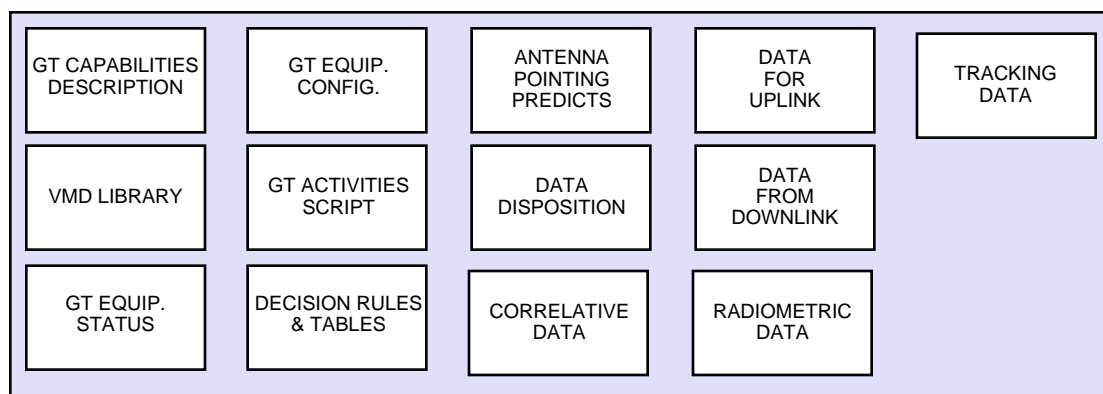 GT CAPABILITIES
DESCRIPTION
GT EQUIP.
CONFIG.
ANTENNA
POINTING
PREDICTS
DATA
FOR
UPLINK
TRACKING
DATA
VMD LIBRARY
GT ACTIVITIES
SCRIPT
DATA
DISPOSITION
DATA
FROM
DOWNLINK
GT EQUIP.
STATUS
DECISION RULES
& TABLES
CORRELATIVE
DATA
RADIOMETRIC
DATA